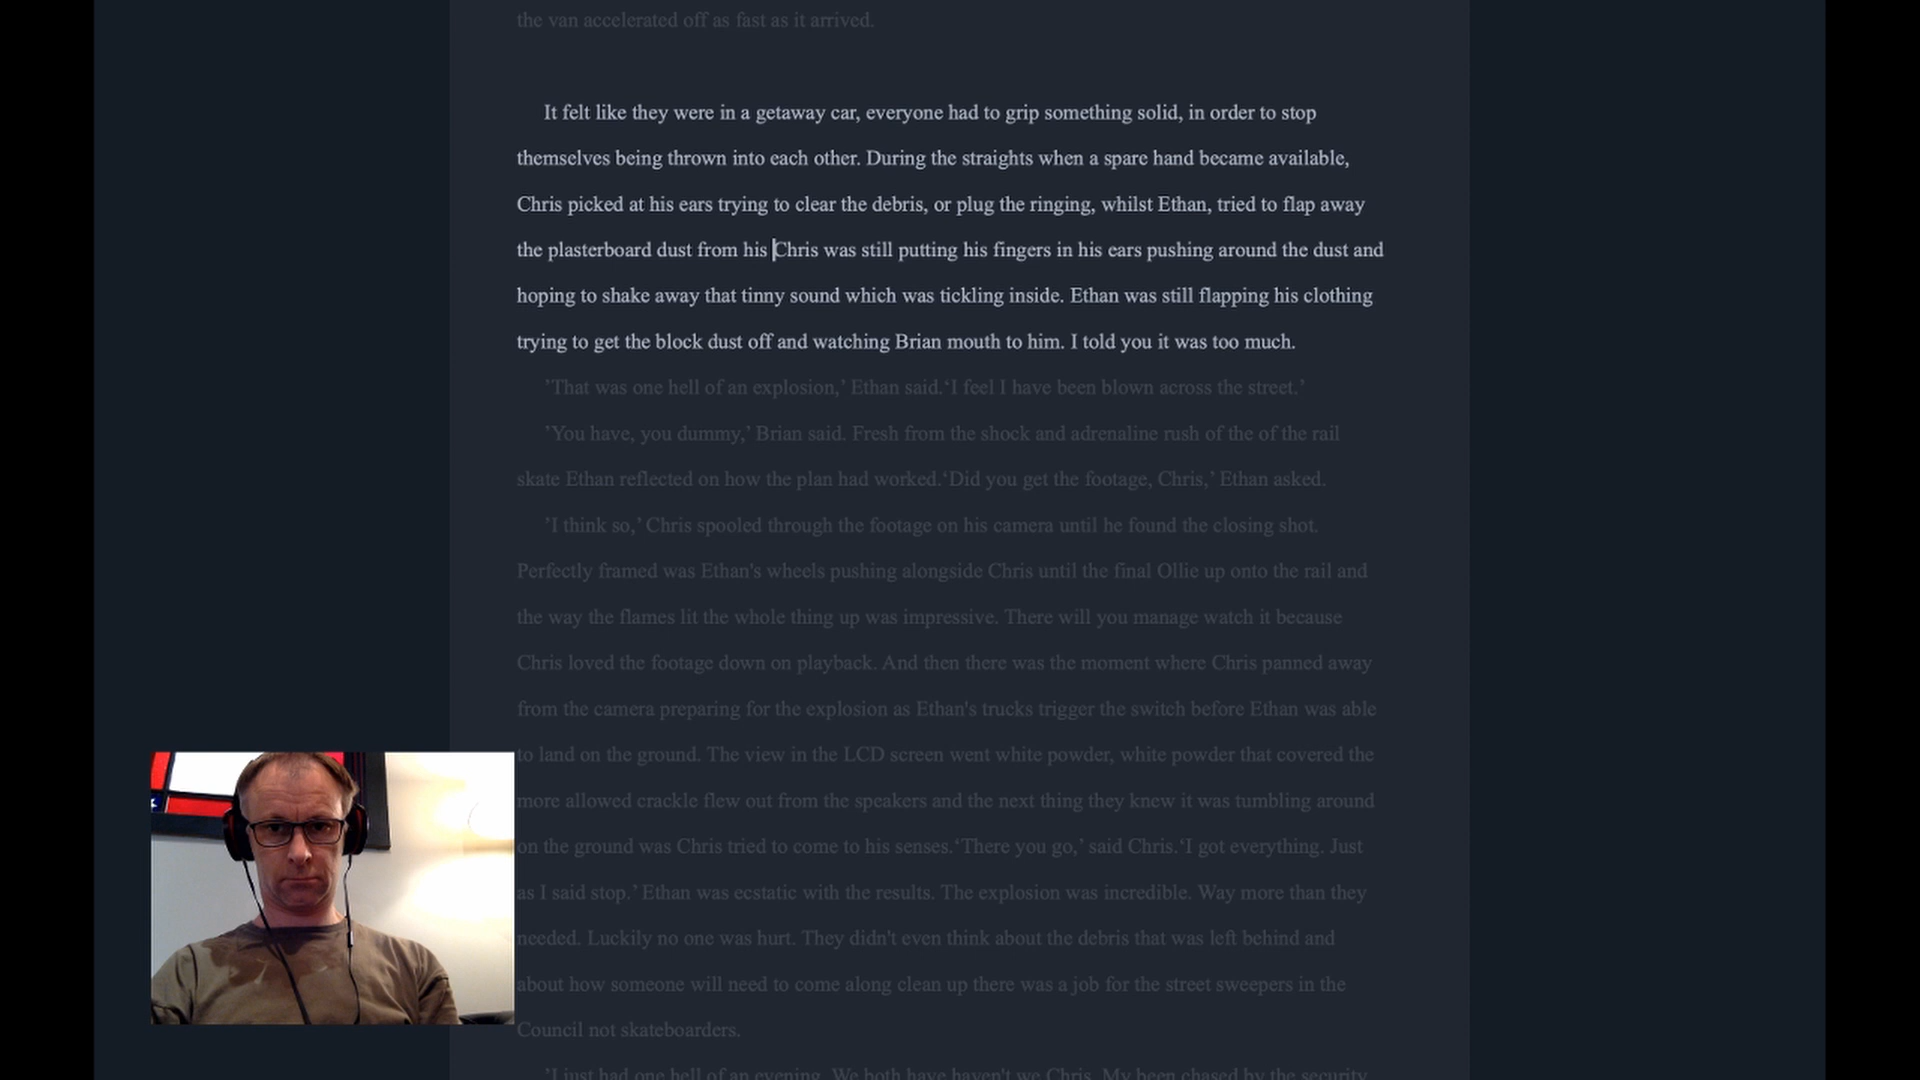 the van accelerated off as fast as it arrived.
It felt like they were in a getaway car, everyone had to grip something solid, in order to stop
themselves being thrown into each other. During the straights when a spare hand became available,
Chris picked at his ears trying to clear the debris, or plug the ringing, whilst Ethan, tried to flap away
the plasterboard dust from his Chris was still putting his fingers in his ears pushing around the dust and
hoping to shake away that tinny sound which was tickling inside. Ethan was still flapping his clothing
trying to get the block dust off and watching Brian mouth to him. I told you it was too much.
’That was one hell of an explosion,’ Ethan said.‘I feel I have been blown across the street.’
’You have, you dummy,’ Brian said. Fresh from the shock and adrenaline rush of the of the rail
skate Ethan reflected on how the plan had worked.‘Did you get the footage, Chris,’ Ethan asked.
’I think so,’ Chris spooled through the footage on his camera until he found the closing shot.
Perfectly framed was Ethan's wheels pushing alongside Chris until the final Ollie up onto the rail and
the way the flames lit the whole thing up was impressive. There will you manage watch it because
Chris loved the footage down on playback. And then there was the moment where Chris panned away
from the camera preparing for the explosion as Ethan's trucks trigger the switch before Ethan was able
to land on the ground. The view in the LCD screen went white powder, white powder that covered the
more allowed crackle flew out from the speakers and the next thing they knew it was tumbling around
on the ground was Chris tried to come to his senses.‘There you go,’ said Chris.‘I got everything. Just
as I said stop.’ Ethan was ecstatic with the results. The explosion was incredible. Way more than they
needed. Luckily no one was hurt. They didn't even think about the debris that was left behind and
about how someone will need to come along clean up there was a job for the street sweepers in the
Council not skateboarders.
’I just had one hell of an evening. We both have haven't we Chris. My been chased by the security